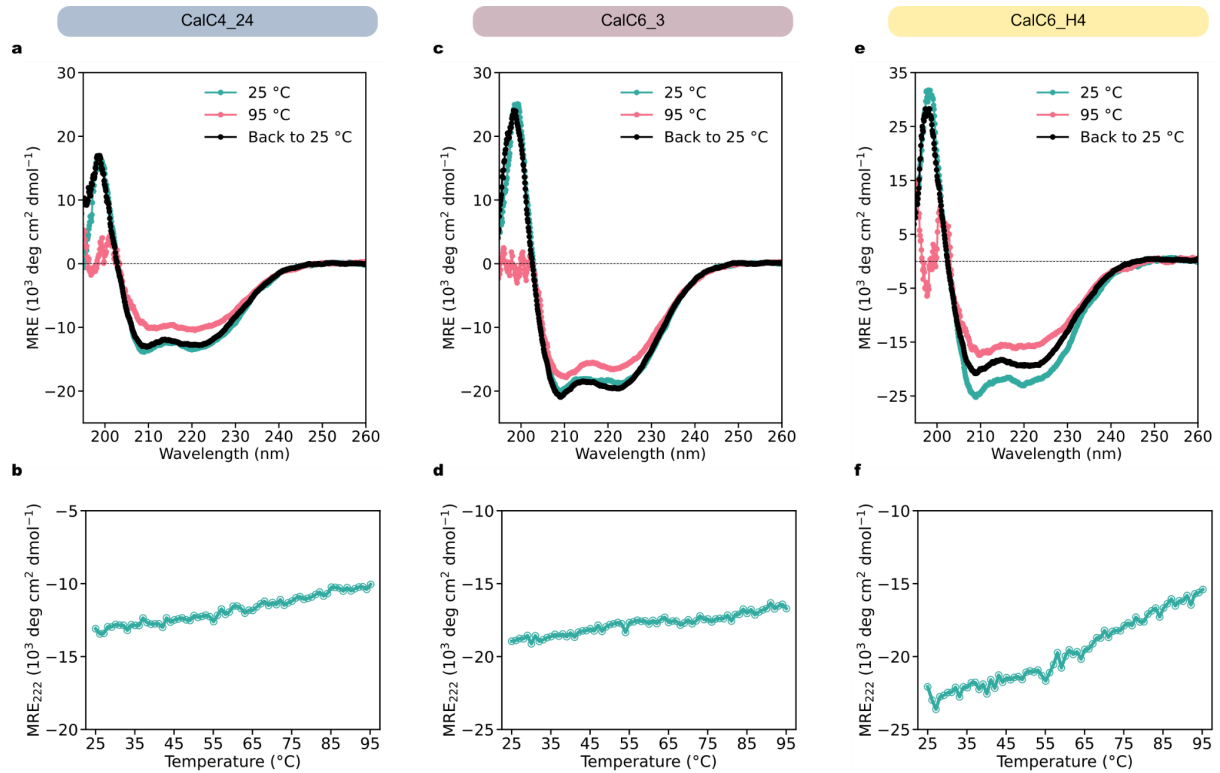 CalC4_24
CalC6_3
CalC6_H4
a
c
e
30
20
10
0
−10
−20
MRE (10³ deg cm² dmol⁻¹)
25 °C
95 °C
Back to 25 °C
200 210 220 230 240 250 260
Wavelength (nm)
30
20
10
0
−10
−20
MRE (10³ deg cm² dmol⁻¹)
25 °C
95 °C
Back to 25 °C
200 210 220 230 240 250 260
Wavelength (nm)
35
25
15
5
−5
−15
−25
MRE (10³ deg cm² dmol⁻¹)
25 °C
95 °C
Back to 25 °C
200 210 220 230 240 250 260
Wavelength (nm)
b
d
f
−5
−10
−15
−20
MRE₂₂₂ (10³ deg cm² dmol⁻¹)
25 35 45 55 65 75 85 95
Temperature (°C)
−10
−15
−20
−25
MRE₂₂₂ (10³ deg cm² dmol⁻¹)
25 35 45 55 65 75 85 95
Temperature (°C)
−10
−15
−20
−25
MRE₂₂₂ (10³ deg cm² dmol⁻¹)
25 35 45 55 65 75 85 95
Temperature (°C)